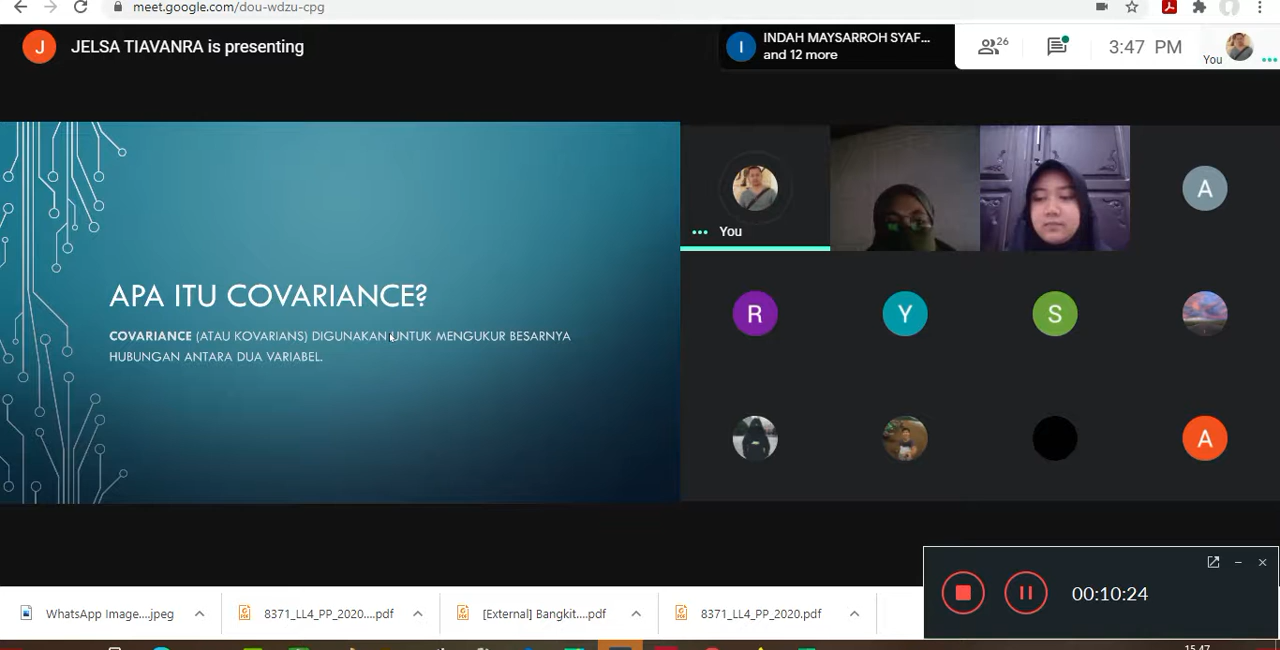 meet.google.com/dou-wdzu-cpg
J
JELSA TIAVANRA is presenting
I
INDAH MAYSARROH SYAF...
and 12 more
26
3:47 PM
You
APA ITU COVARIANCE?
COVARIANCE (ATAU KOVARIANS) DIGUNAKAN UNTUK MENGUKUR BESARNYA
HUBUNGAN ANTARA DUA VARIABEL.
You
A
R
Y
S
A
00:10:24
WhatsApp Image....jpeg
8371_LL4_PP_2020....pdf
[External] Bangkit....pdf
8371_LL4_PP_2020.pdf
15.47